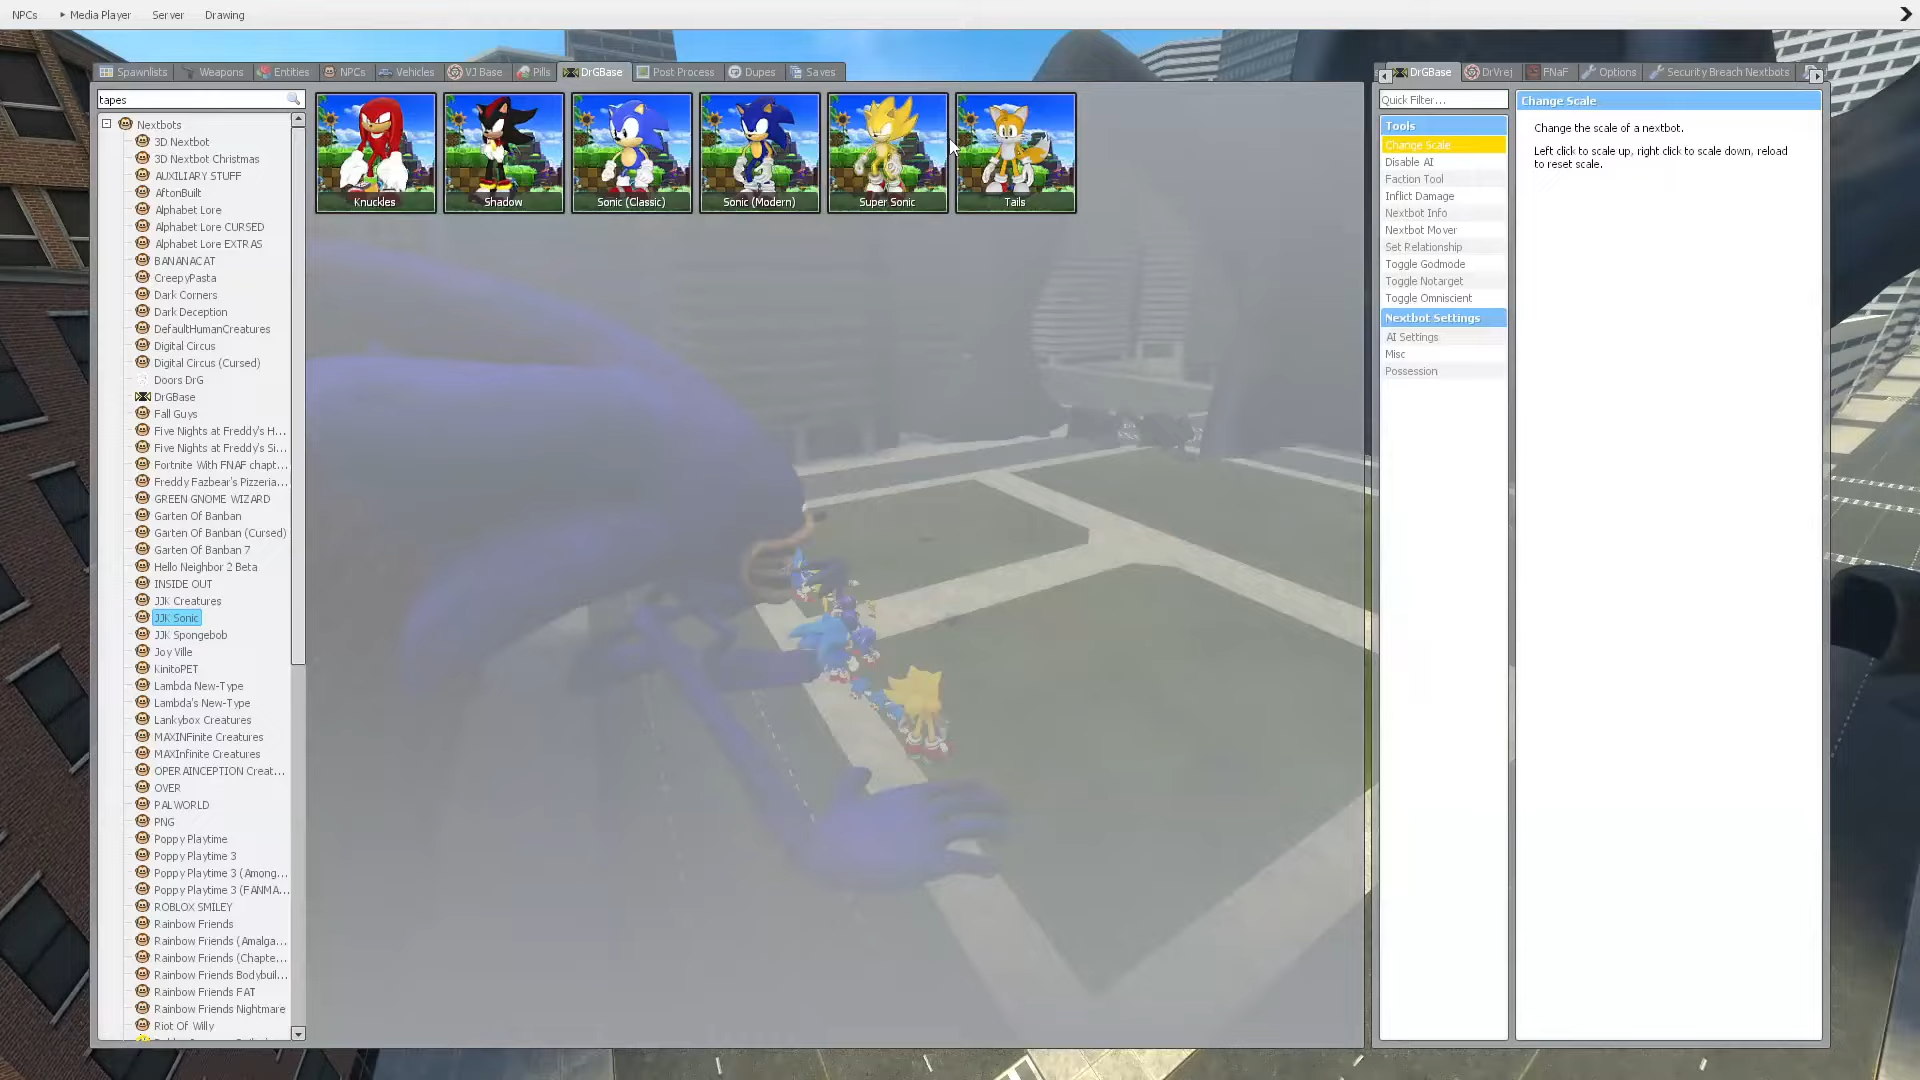 NPCs
Media Player
Server
Drawing
Spawnlists
Weapons
Entities
NPCs
Vehicles
VJ Base
Pills
DrGBase
Post Process
Dupes
Saves
DrGBase
DrVrej
FNaF
Options
Security Breach Nextbots
tapes
Nextbots
3D Nextbot
3D Nextbot Christmas
AUXILIARY STUFF
AftonBuilt
Alphabet Lore
Alphabet Lore CURSED
Alphabet Lore EXTRAS
BANANACAT
CreepyPasta
Dark Corners
Dark Deception
DefaultHumanCreatures
Digital Circus
Digital Circus (Cursed)
Doors DrG
DrGBase
Fall Guys
Five Nights at Freddy's H...
Five Nights at Freddy's Si...
Fortnite With FNAF chapt...
Freddy Fazbear's Pizzeria...
GREEN GNOME WIZARD
Garten Of Banban
Garten Of Banban (Cursed)
Garten Of Banban 7
Hello Neighbor 2 Beta
INSIDE OUT
JJK Creatures
JJK Sonic
JJK Spongebob
Joy Ville
KinitoPET
Lambda New-Type
Lambda's New-Type
Lankybox Creatures
MAXINFinite Creatures
MAXInfinite Creatures
OPERAINCEPTION Creat...
OVER
PALWORLD
PNG
Poppy Playtime
Poppy Playtime 3
Poppy Playtime 3 (Among...
Poppy Playtime 3 (FANMA...
ROBLOX SMILEY
Rainbow Friends
Rainbow Friends (Amalga...
Rainbow Friends (Chapte...
Rainbow Friends Bodybuil...
Rainbow Friends FAT
Rainbow Friends Nightmare
Riot Of Willy
Knuckles
Shadow
Sonic (Classic)
Sonic (Modern)
Super Sonic
Tails
Quick Filter...
Tools
Change Scale
Disable AI
Faction Tool
Inflict Damage
Nextbot Info
Nextbot Mover
Set Relationship
Toggle Godmode
Toggle Notarget
Toggle Omniscient
Nextbot Settings
AI Settings
Misc
Possession
Change Scale
Change the scale of a nextbot.
Left click to scale up, right click to scale down, reload
to reset scale.